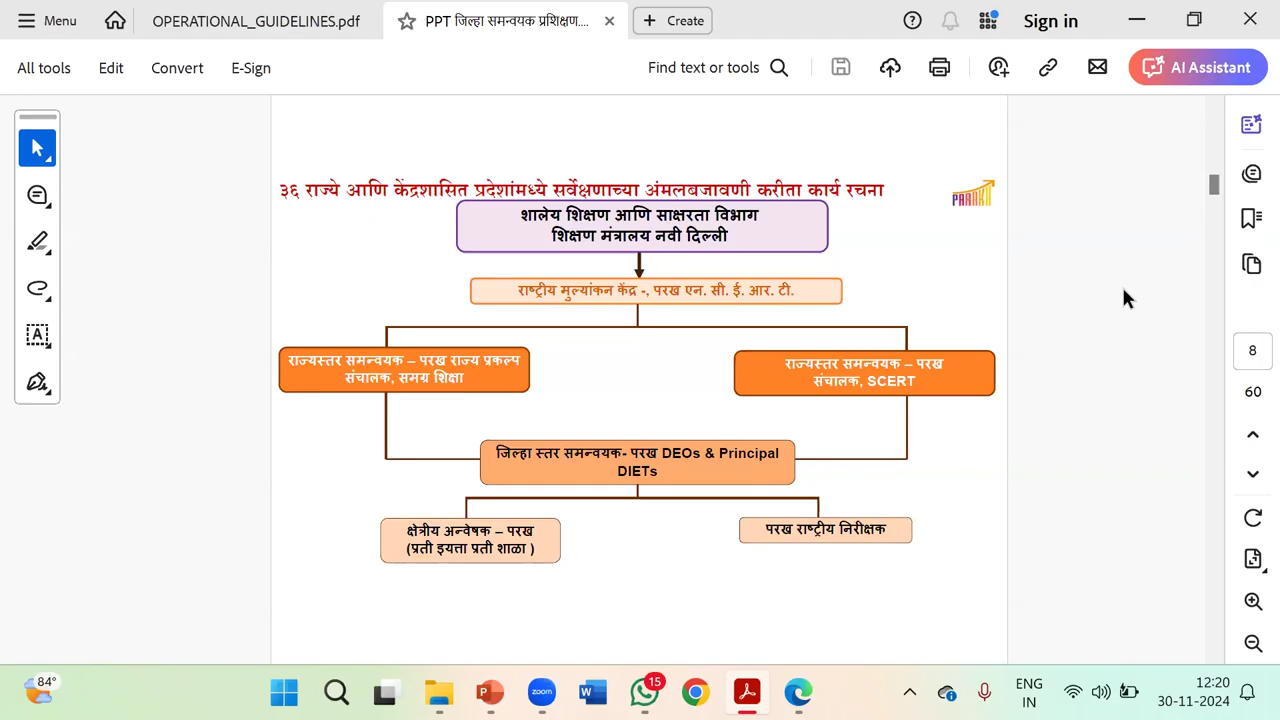 Menu
OPERATIONAL_GUIDELINES.pdf
PPT जिल्हा समन्वयक प्रशिक्षण....
Create
Sign in
All tools
Edit
Convert
E-Sign
Find text or tools
AI Assistant
३६ राज्ये आणि केंद्रशासित प्रदेशांमध्ये सर्वेक्षणाच्या अंमलबजावणी करीता कार्य रचना
PARAKH
शालेय शिक्षण आणि साक्षरता विभाग
शिक्षण मंत्रालय नवी दिल्ली
राष्ट्रीय मुल्यांकन केंद्र -, परख एन. सी. ई. आर. टी.
राज्यस्तर समन्वयक – परख राज्य प्रकल्प
संचालक, समग्र शिक्षा
राज्यस्तर समन्वयक – परख
संचालक, SCERT
जिल्हा स्तर समन्वयक- परख DEOs & Principal
DIETs
क्षेत्रीय अन्वेषक – परख
(प्रती इयत्ता प्रती शाळा )
परख राष्ट्रीय निरीक्षक
8
60
84°
zoom
15
ENG
IN
12:20
30-11-2024